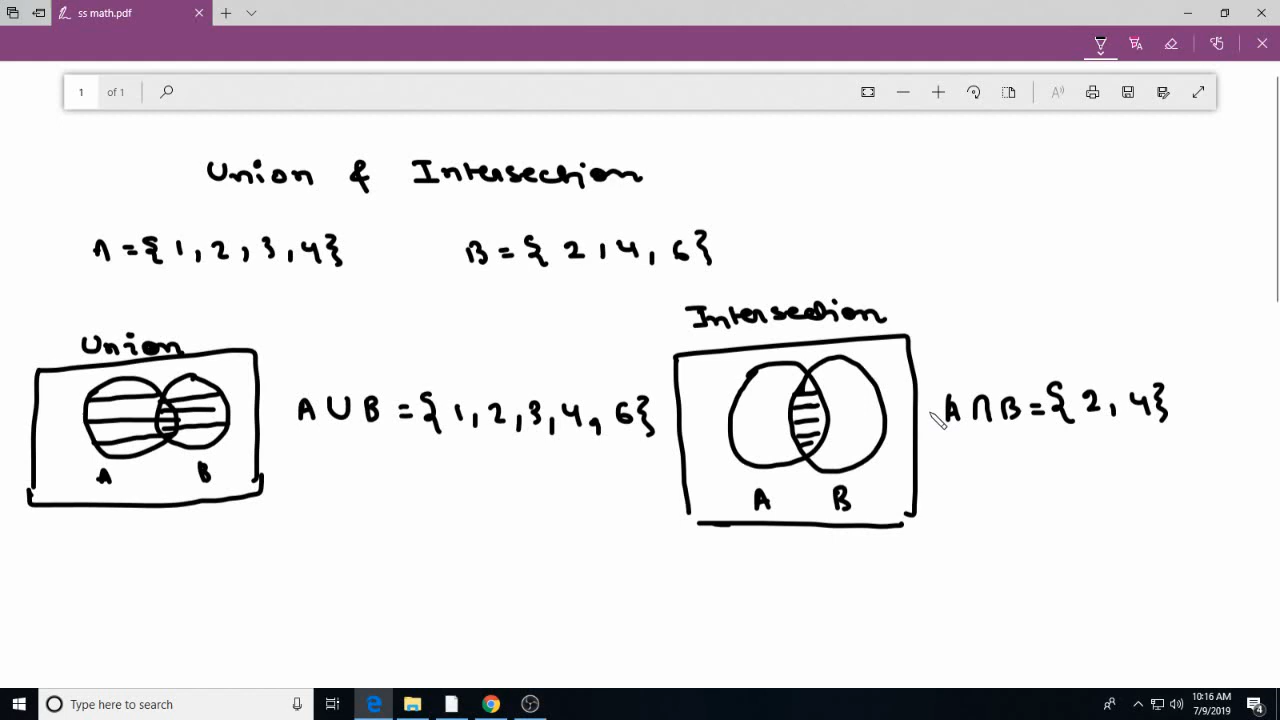 ss math.pdf
1 of 1
Union & Intersection
A = {1, 2, 3, 4} B = {2, 4, 6}
Union
A B
A ∪ B = {1, 2, 3, 4, 6}
Intersection
A B
A ∩ B = {2, 4}
Type here to search
10:16 AM
7/9/2019
4